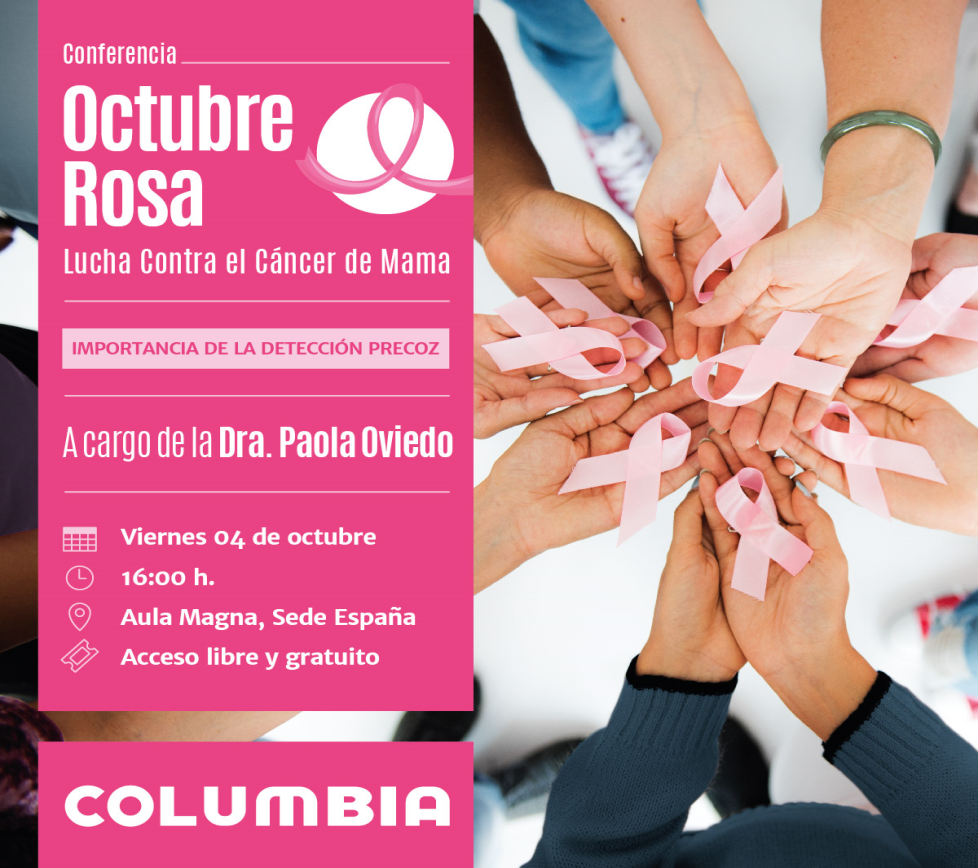 Conferencia
Octubre
Rosa
Lucha Contra el Cáncer de Mama
IMPORTANCIA DE LA DETECCIÓN PRECOZ
A cargo de la Dra. Paola Oviedo
Viernes 04 de octubre
16:00 h.
Aula Magna, Sede España
Acceso libre y gratuito
COLUMBIA